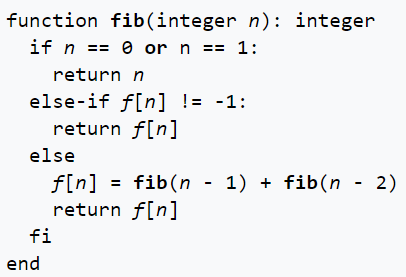 function fib(integer n): integer
  if n == 0 or n == 1:
    return n
  else-if f[n] != -1:
    return f[n]
  else
    f[n] = fib(n - 1) + fib(n - 2)
    return f[n]
  fi
end